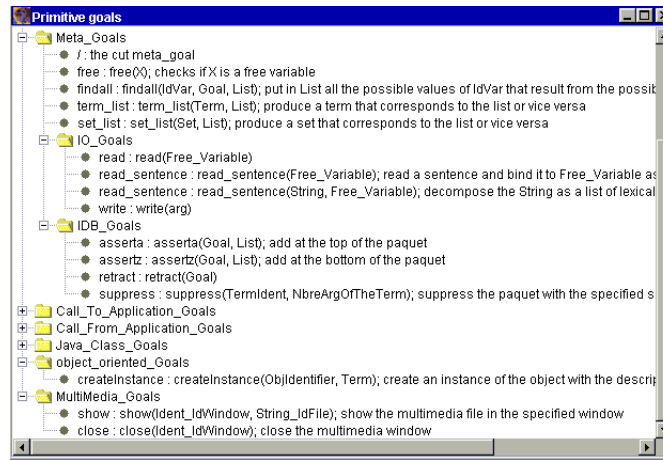 Primitive goals
Meta_Goals
/ : the cut meta_goal
free : free(X); checks if X is a free variable
findall : findall(IdVar, Goal, List); put in List all the possible values of IdVar that result from the possib
term_list : term_list(Term, List); produce a term that corresponds to the list or vice versa
set_list : set_list(Set, List); produce a set that corresponds to the list or vice versa
IO_Goals
read : read(Free_Variable)
read_sentence : read_sentence(Free_Variable); read a sentence and bind it to Free_Variable as
read_sentence : read_sentence(String, Free_Variable); decompose the String as a list of lexical
write : write(arg)
IDB_Goals
asserta : asserta(Goal, List); add at the top of the paquet
assertz : assertz(Goal, List); add at the bottom of the paquet
retract : retract(Goal)
suppress : suppress(TermIdent, NbreArgOfTheTerm); suppress the paquet with the specified s
Call_To_Application_Goals
Call_From_Application_Goals
Java_Class_Goals
object_oriented_Goals
createInstance : createInstance(ObjIdentifier, Term); create an instance of the object with the descrip
MultiMedia_Goals
show : show(Ident_IdWindow, String_IdFile); show the multimedia file in the specified window
close : close(Ident_IdWindow); close the multimedia window